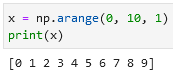 x = np.arange(0, 10, 1)
print(x)
[0 1 2 3 4 5 6 7 8 9]